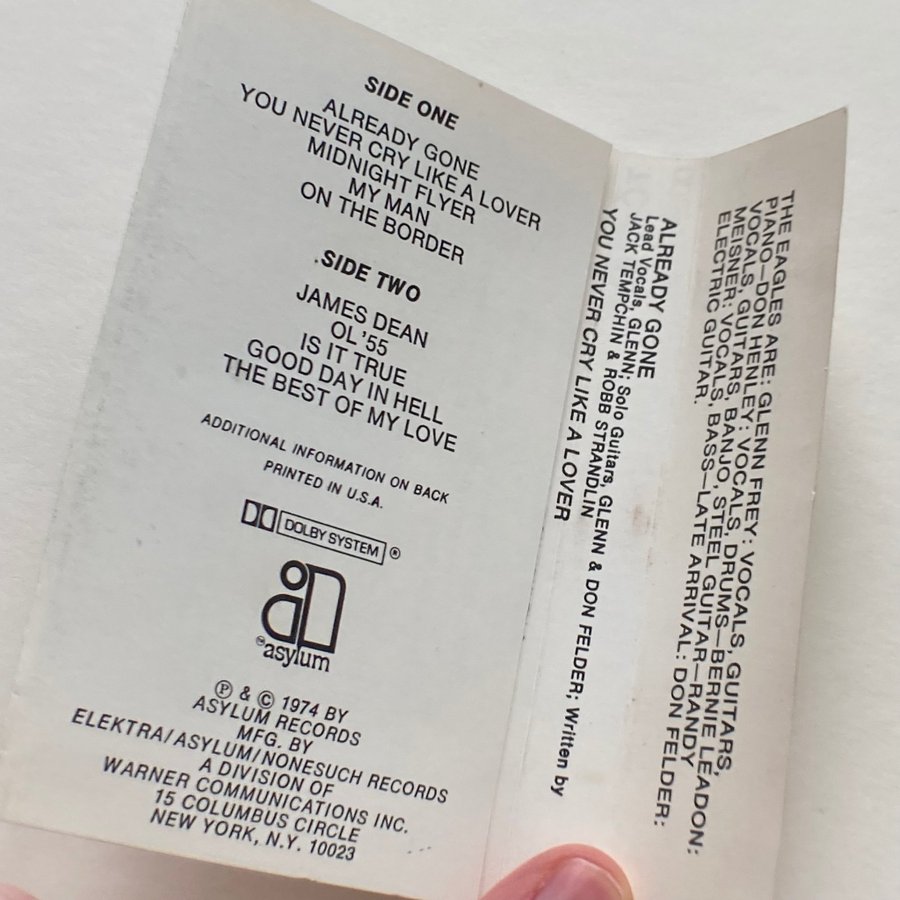 SIDE ONE
ALREADY GONE
YOU NEVER CRY LIKE A LOVER
MIDNIGHT FLYER
MY MAN
ON THE BORDER
SIDE TWO
JAMES DEAN
OL '55
IS IT TRUE
GOOD DAY IN HELL
THE BEST OF MY LOVE
ADDITIONAL INFORMATION ON BACK
PRINTED IN U.S.A.
DOLBY SYSTEM ®
asylum
℗ & © 1974 BY
ASYLUM RECORDS
MFG. BY
ELEKTRA/ASYLUM/NONESUCH RECORDS
A DIVISION OF
WARNER COMMUNICATIONS INC.
15 COLUMBUS CIRCLE
NEW YORK, N.Y. 10023
THE EAGLES ARE: GLENN FREY: VOCALS, GUITARS,
PIANO—DON HENLEY: VOCALS, DRUMS—BERNIE LEADON:
VOCALS, GUITARS, BANJO, STEEL GUITAR—RANDY
MEISNER: VOCALS, BASS—LATE ARRIVAL: DON FELDER:
ELECTRIC GUITAR.
ALREADY GONE
Lead Vocals, GLENN; Solo Guitars, GLENN & DON FELDER; Written by
JACK TEMPCHIN & ROBB STRANDLIN
YOU NEVER CRY LIKE A LOVER